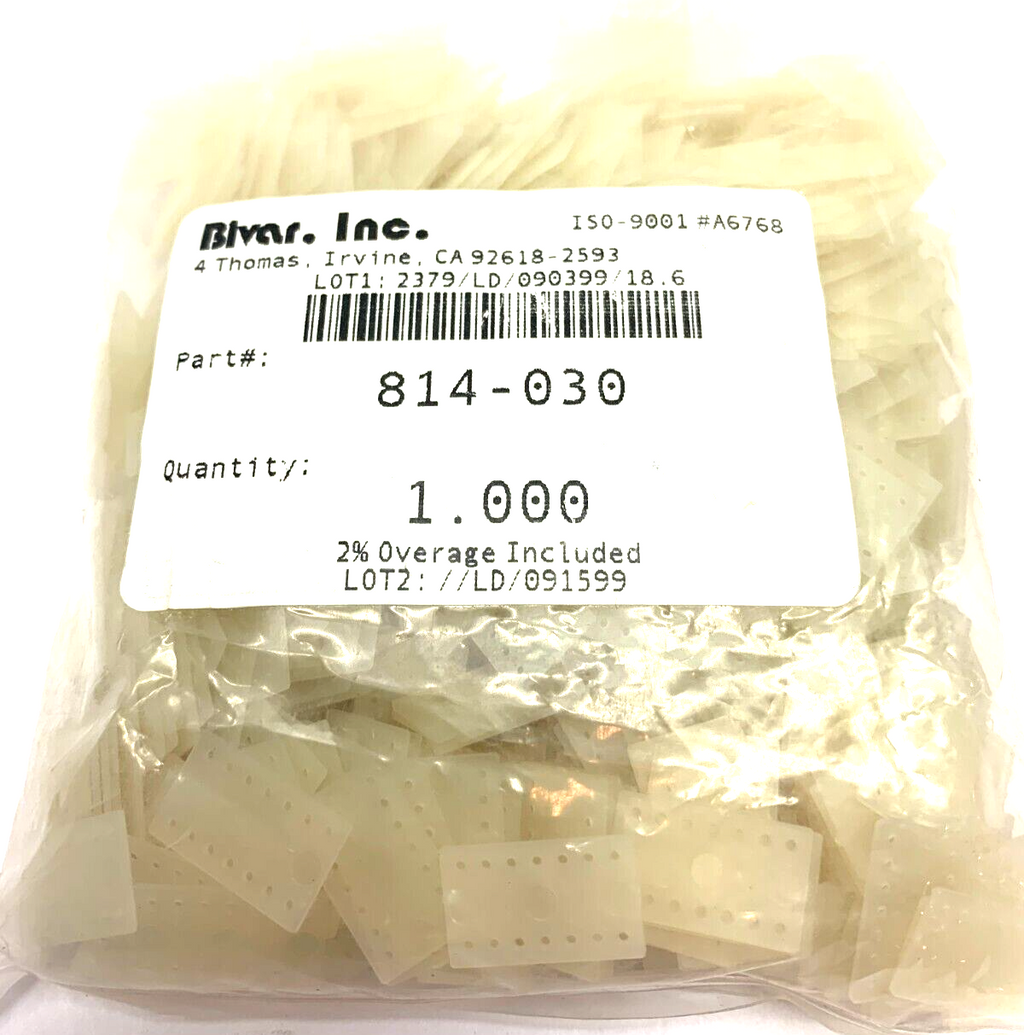 Bivar, Inc. ISO-9001 #A6768
4 Thomas, Irvine, CA 92618-2593
LOT1: 2379/LD/090399/18.6
Part#:
814-030
Quantity:
1.000
2% Overage Included
LOT2: //LD/091599